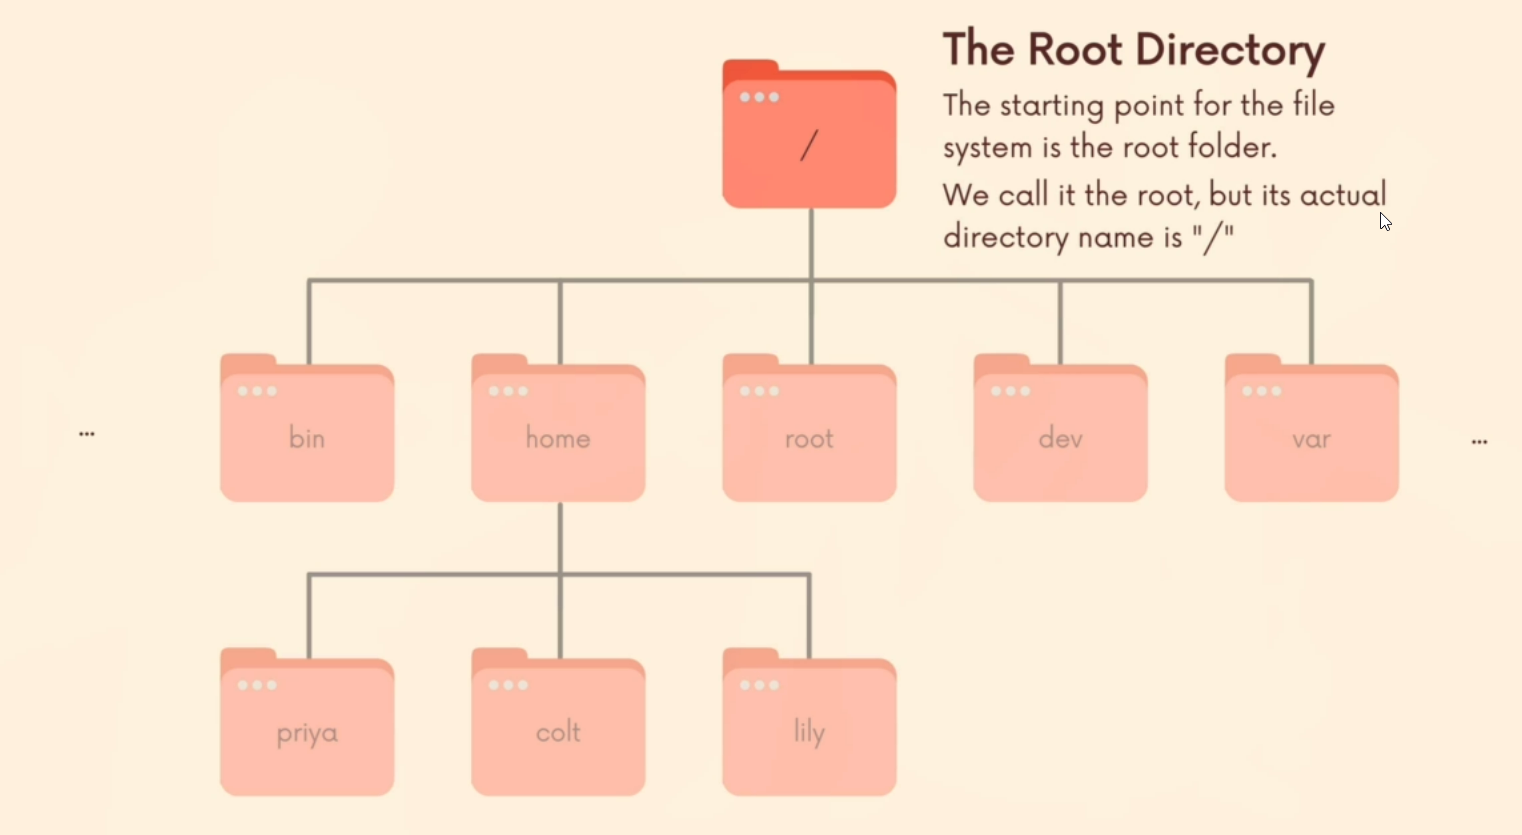 The Root Directory
The starting point for the file
system is the root folder.
We call it the root, but its actual
directory name is "/"
/
bin
home
root
dev
var
...
...
priya
colt
lily